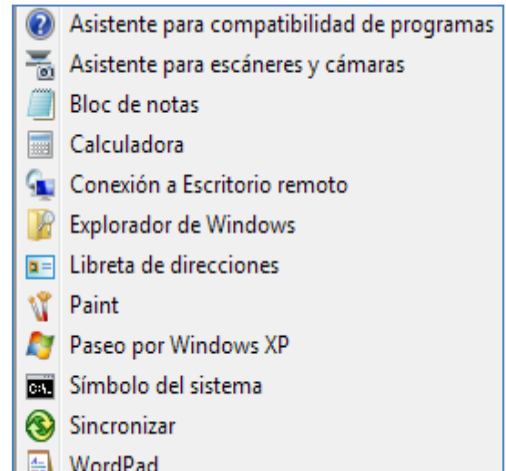 Asistente para compatibilidad de programas
Asistente para escáneres y cámaras
Bloc de notas
Calculadora
Conexión a Escritorio remoto
Explorador de Windows
Libreta de direcciones
Paint
Paseo por Windows XP
C:\.
Símbolo del sistema
Sincronizar
WordPad